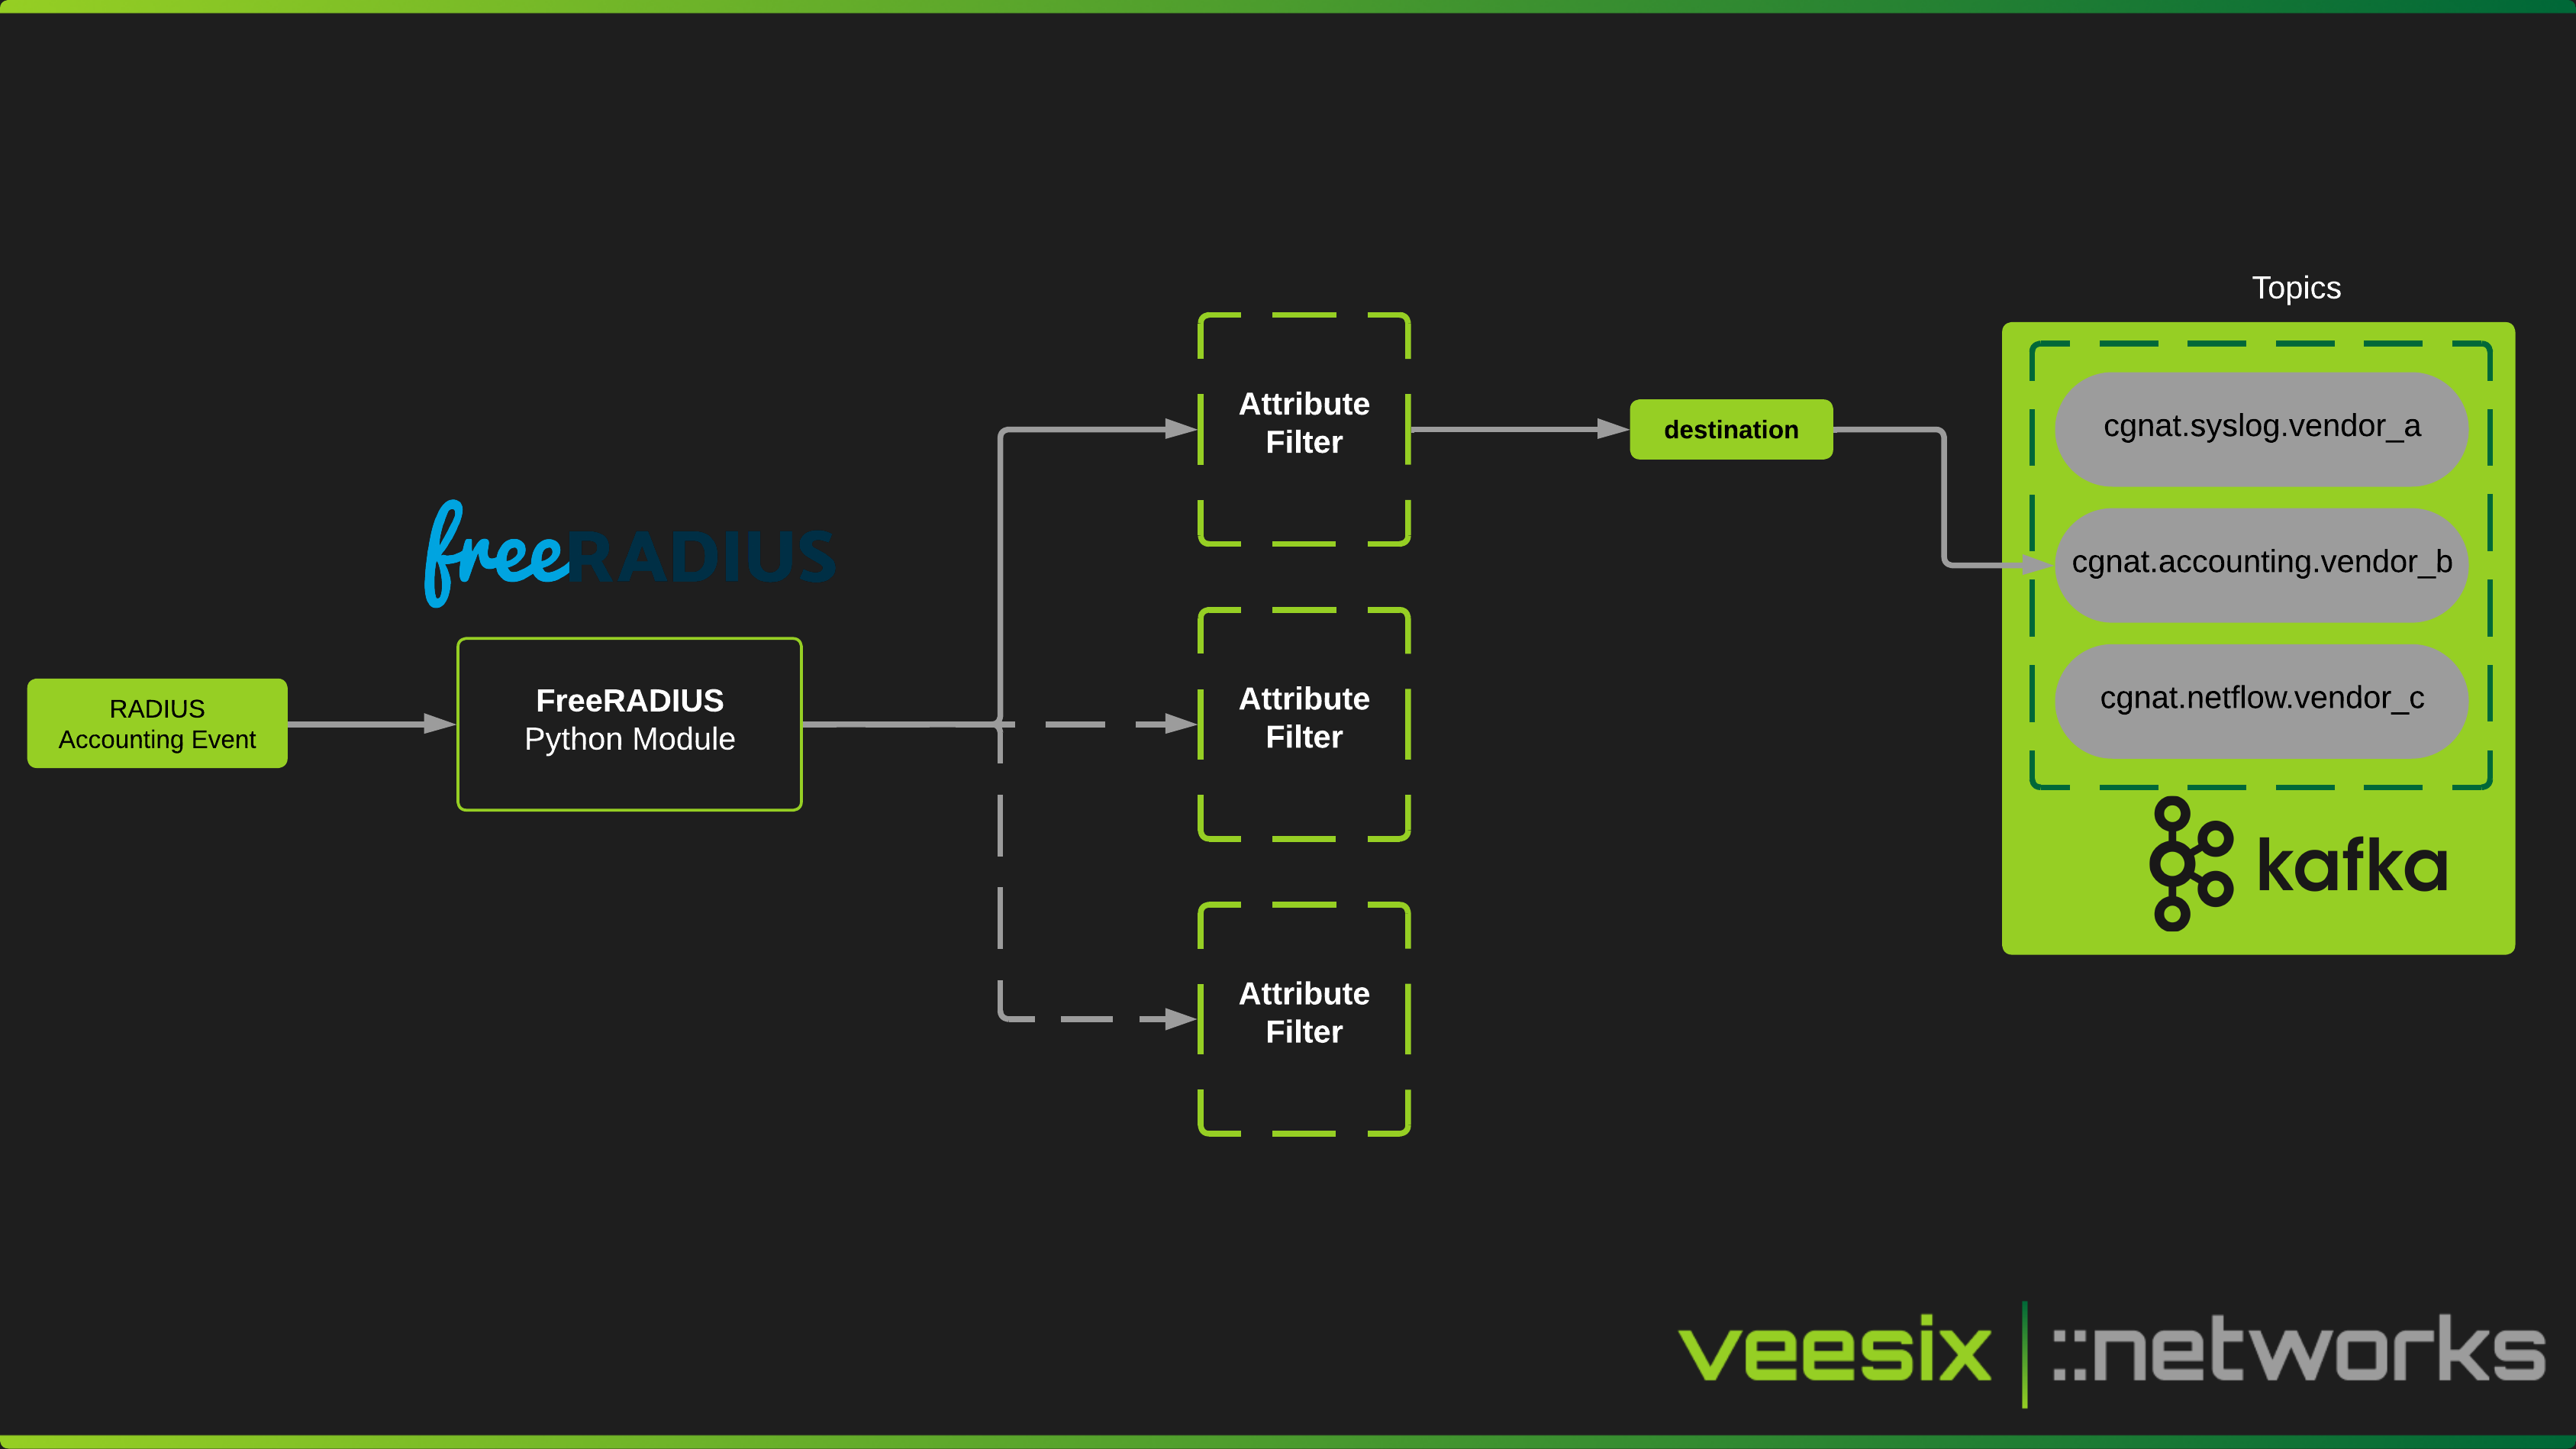 Topics
cgnat.syslog.vendor_a
cgnat.accounting.vendor_b
cgnat.netflow.vendor_c
kafka
Attribute
Filter
destination
freeRADIUS
RADIUS
Accounting Event
FreeRADIUS
Python Module
Attribute
Filter
Attribute
Filter
veesix ::networks